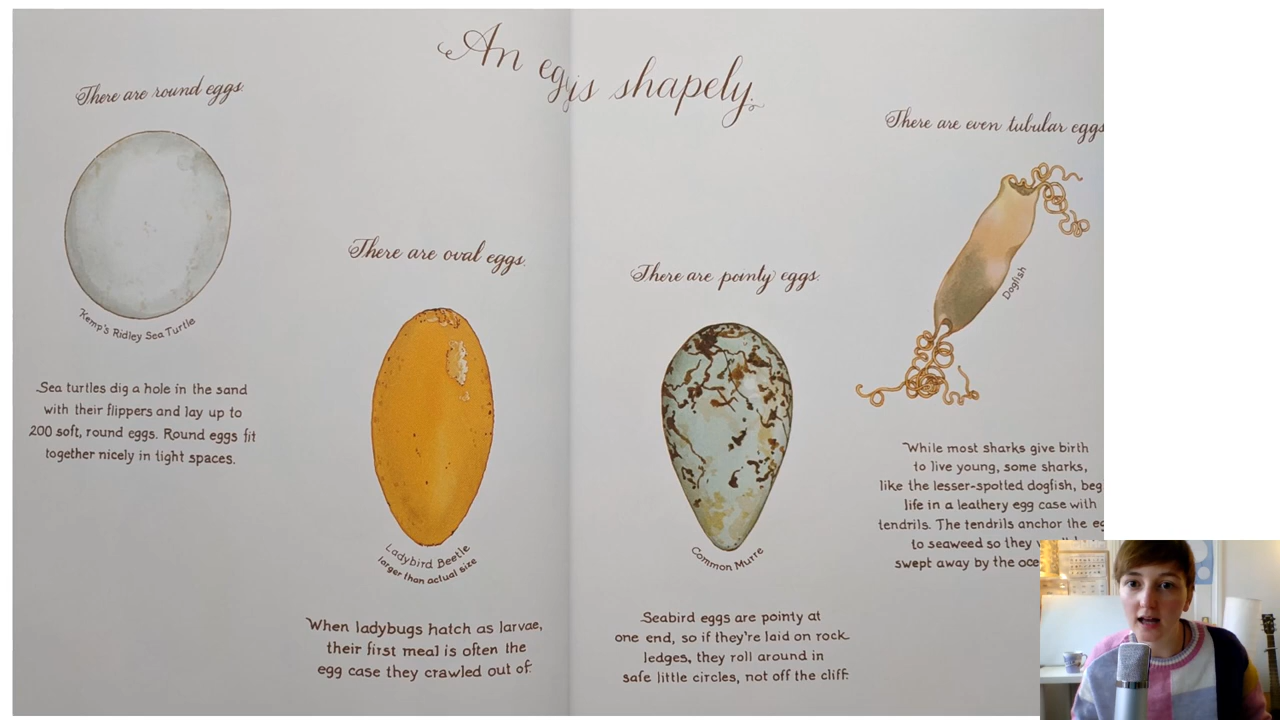 An egg is shapely.
There are round eggs.
Kemp's Ridley Sea Turtle
Sea turtles dig a hole in the sand
with their flippers and lay up to
200 soft, round eggs. Round eggs fit
together nicely in tight spaces.
There are oval eggs.
Ladybird Beetle
larger than actual size
When ladybugs hatch as larvae,
their first meal is often the
egg case they crawled out of.
There are pointy eggs.
Common Murre
Seabird eggs are pointy at
one end, so if they're laid on rock
ledges, they roll around in
safe little circles, not off the cliff.
There are even tubular eggs
Dogfish
While most sharks give birth
to live young, some sharks,
like the lesser-spotted dogfish, beg
life in a leathery egg case with
tendrils. The tendrils anchor the eg
to seaweed so they
swept away by the oce